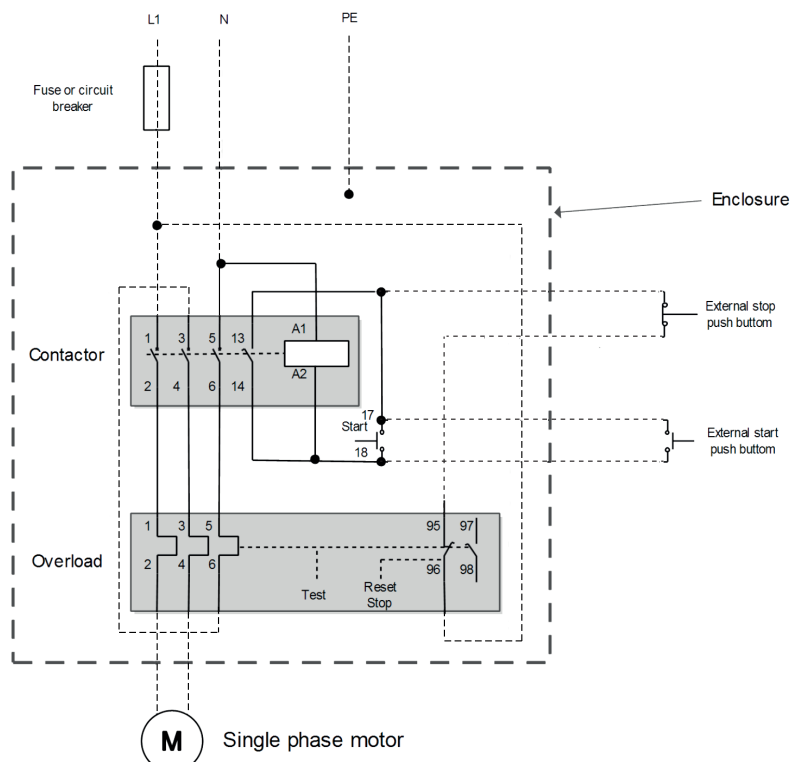 L1 N PE
Fuse or circuit
breaker
Enclosure
External stop
push buttom
A1
1 3 5 13
Contactor
A2
2 4 6 14
17
Start
18
External start
push buttom
1 3 5 95 97
Overload
2 4 6 96 98
Test
Reset
Stop
M Single phase motor